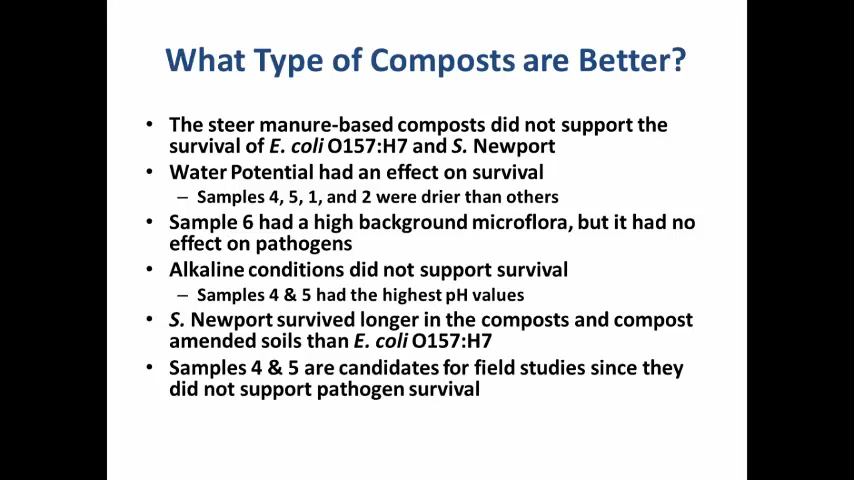 What Type of Composts are Better?
• The steer manure-based composts did not support the
survival of E. coli O157:H7 and S. Newport
• Water Potential had an effect on survival
– Samples 4, 5, 1, and 2 were drier than others
• Sample 6 had a high background microflora, but it had no
effect on pathogens
• Alkaline conditions did not support survival
– Samples 4 & 5 had the highest pH values
• S. Newport survived longer in the composts and compost
amended soils than E. coli O157:H7
• Samples 4 & 5 are candidates for field studies since they
did not support pathogen survival